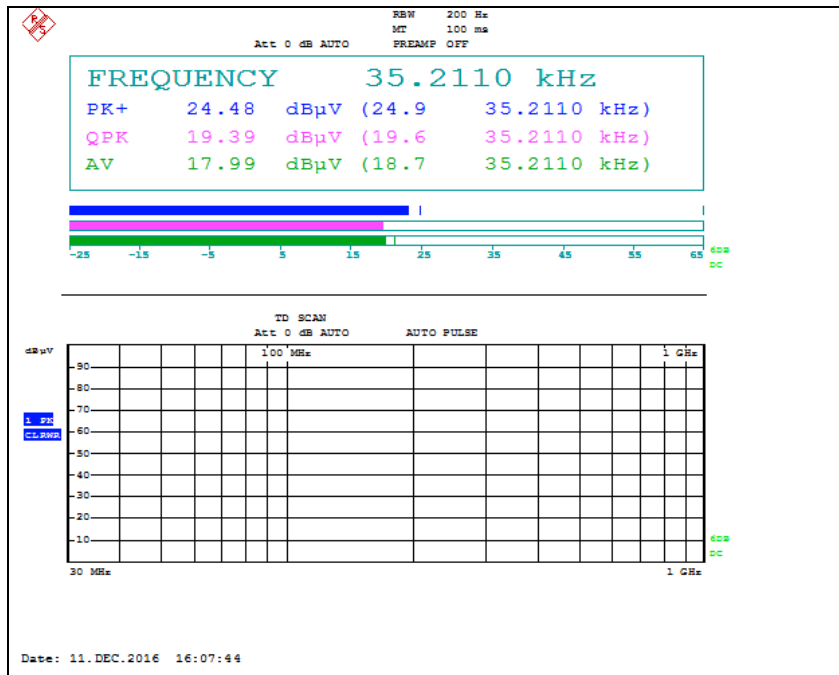 RBW 200 Hz
MT 100 ms
Att 0 dB AUTO PREAMP OFF
FREQUENCY 35.2110 kHz
PK+ 24.48 dBµV (24.9 35.2110 kHz)
QPK 19.39 dBµV (19.6 35.2110 kHz)
AV 17.99 dBµV (18.7 35.2110 kHz)
-25 -15 -5 5 15 25 35 45 55 65
6DB
DC
TD SCAN
Att 0 dB AUTO AUTO PULSE
dBµV
100 MHz 1 GHz
90
80
70
1 PK
CLRWR
60
50
40
30
20
10
6DB
DC
30 MHz 1 GHz
Date: 11.DEC.2016 16:07:44